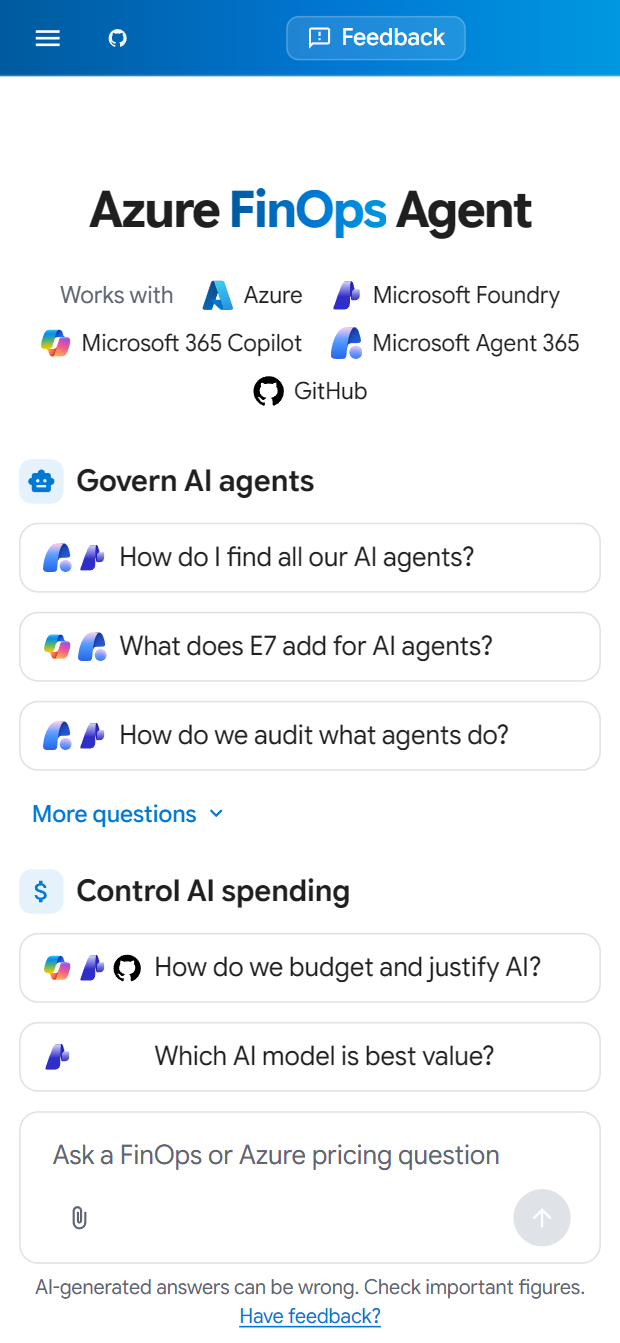 Feedback
Azure FinOps Agent
Works with Azure Microsoft Foundry
Microsoft 365 Copilot Microsoft Agent 365
GitHub
Govern AI agents
How do I find all our AI agents?
What does E7 add for AI agents?
How do we audit what agents do?
More questions
$ Control AI spending
How do we budget and justify AI?
Which AI model is best value?
Ask a FinOps or Azure pricing question
AI-generated answers can be wrong. Check important figures.
Have feedback?